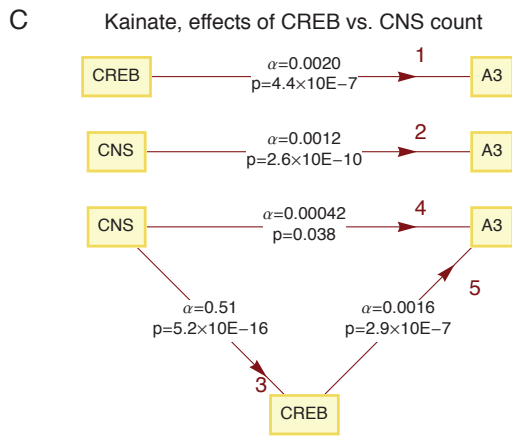 C
Kainate, effects of CREB vs. CNS count
CREB
α=0.0020
p=4.4×10E−7
1
A3
CNS
α=0.0012
p=2.6×10E−10
2
A3
CNS
α=0.00042
p=0.038
4
A3
α=0.51
p=5.2×10E−16
3
α=0.0016
p=2.9×10E−7
5
CREB